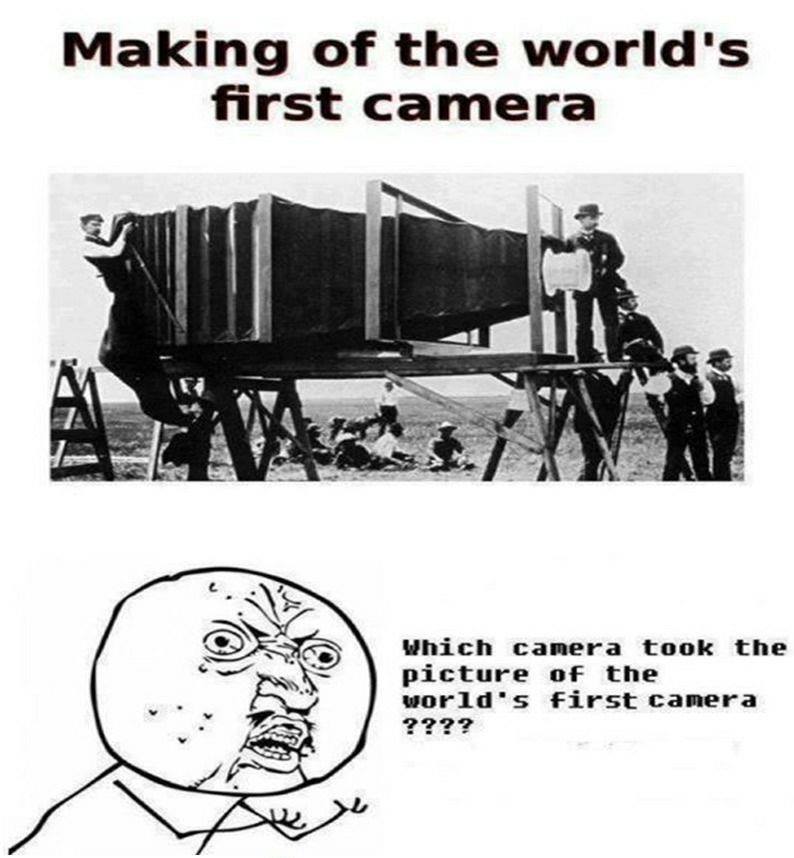 Making of the world's
first camera
Which camera took the
picture of the
world's first camera
????